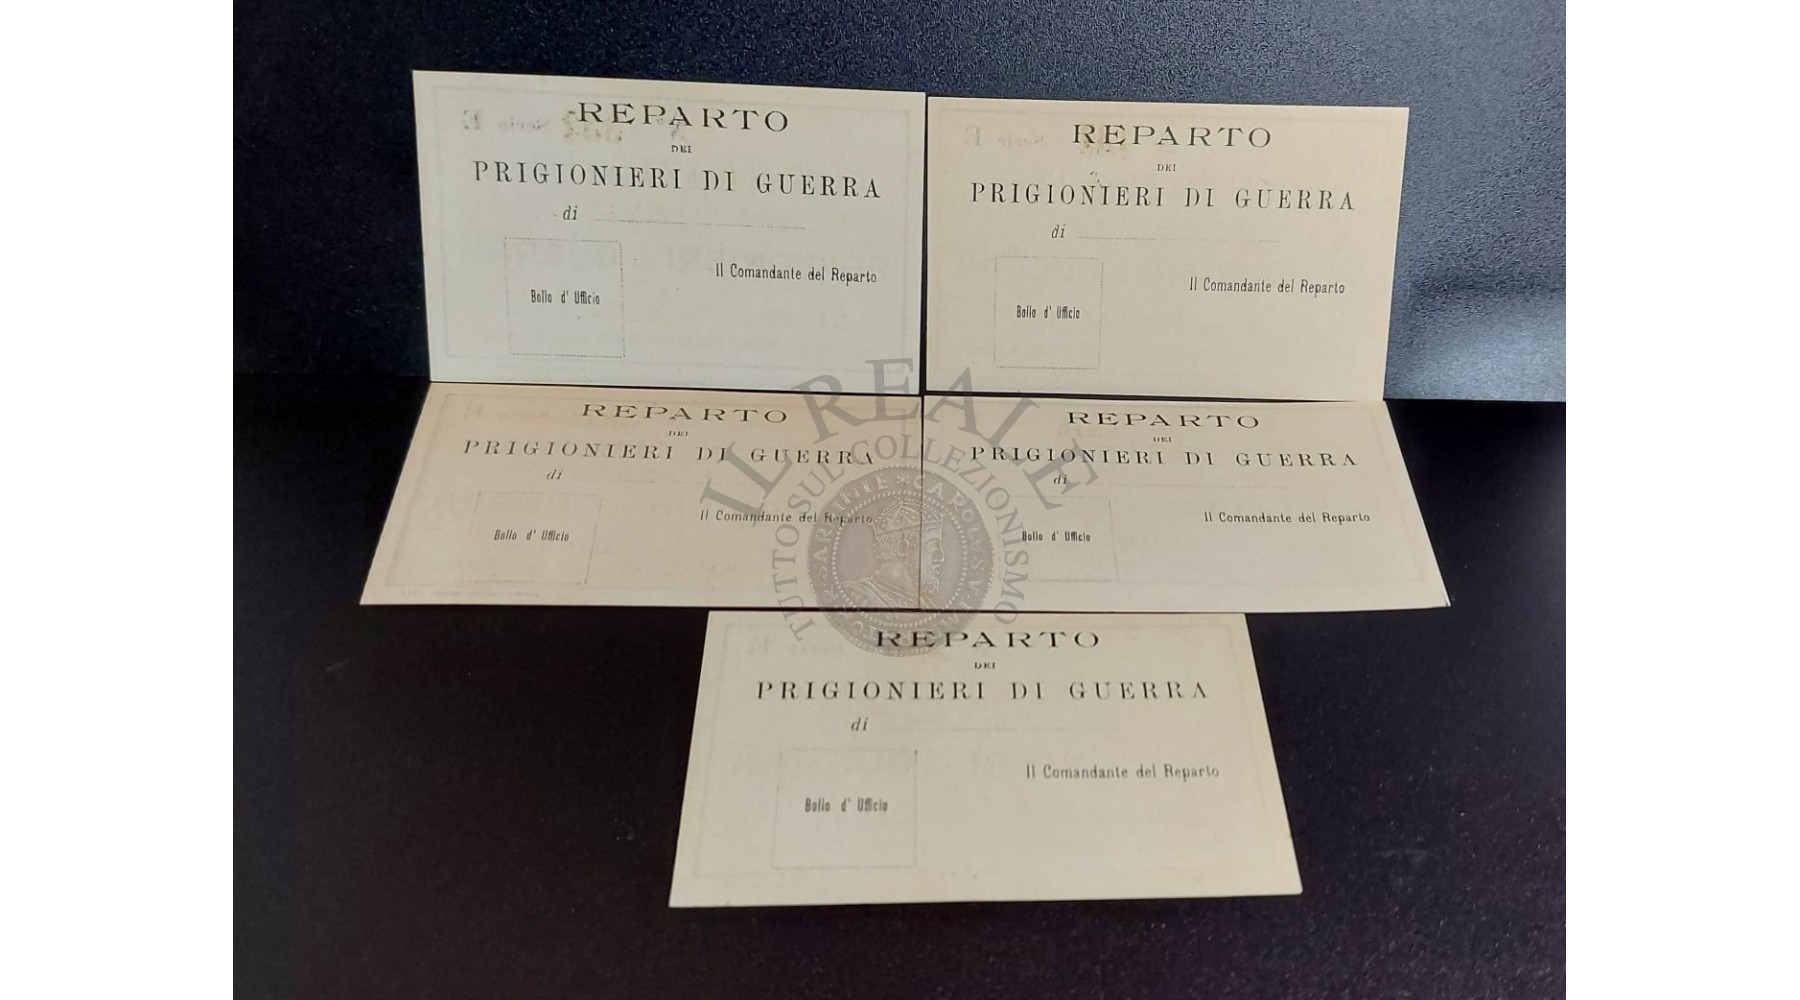 REPARTO
DEI
PRIGIONIERI DI GUERRA
di
Il Comandante del Reparto
Bollo d' Ufficio
Serie E
REPARTO
DEI
PRIGIONIERI DI GUERRA
di
Il Comandante del Reparto
Bollo d' Ufficio
Serie E
REPARTO
DEI
PRIGIONIERI DI GUERRA
di
Il Comandante del Reparto
Bollo d' Ufficio
REPARTO
DEI
PRIGIONIERI DI GUERRA
di
Il Comandante del Reparto
Bollo d' Ufficio
REPARTO
DEI
PRIGIONIERI DI GUERRA
di
Il Comandante del Reparto
Bollo d' Ufficio
IL REALE
TUTTO SUL COLLEZIONISMO